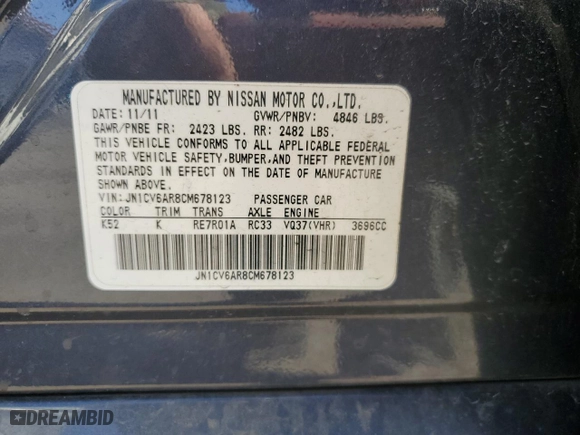 MANUFACTURED BY NISSAN MOTOR CO.,LTD.
DATE: 11/11 GVWR/PNBV: 4846 LBS.
GAWR/PNBE FR: 2423 LBS. RR: 2482 LBS.
THIS VEHICLE CONFORMS TO ALL APPLICABLE FEDERAL
MOTOR VEHICLE SAFETY,BUMPER,AND THEFT PREVENTION
STANDARDS IN EFFECT ON THE DATE OF MANUFACTURE
SHOWN ABOVE.
VIN:JN1CV6AR8CM678123 PASSENGER CAR
COLOR TRIM TRANS AXLE ENGINE
K52 K RE7R01A RC33 VQ37(VHR) 3696CC
JN1CV6AR8CM678123
DREAMBID